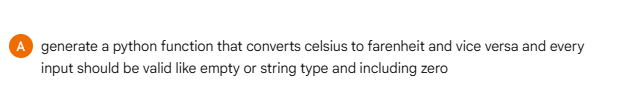 A generate a python function that converts celsius to farenheit and vice versa and every
input should be valid like empty or string type and including zero